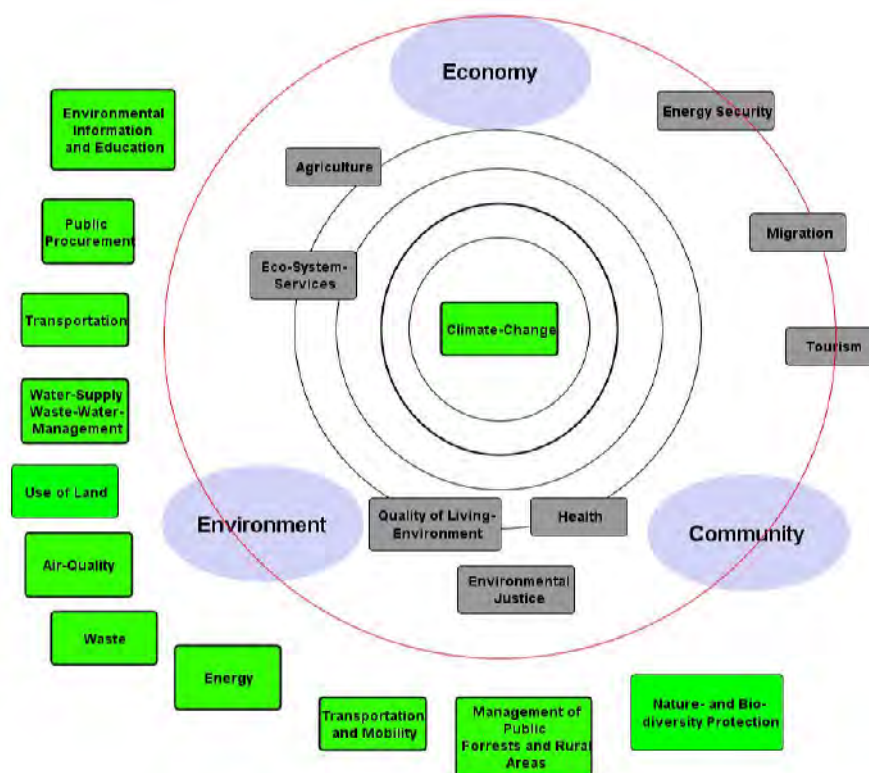 Economy
Environmental
Information
and Education
Energy Security
Agriculture
Public
Procurement
Migration
Eco-System-
Services
Transportation
Climate-Change
Tourism
Water-Supply
Waste-Water-
Management
Use of Land
Environment
Quality of Living-
Environment
Health
Community
Air-Quality
Environmental
Justice
Waste
Energy
Transportation
and Mobility
Management of
Public
Forrests and Rural
Areas
Nature- and Bio-
diversity Protection